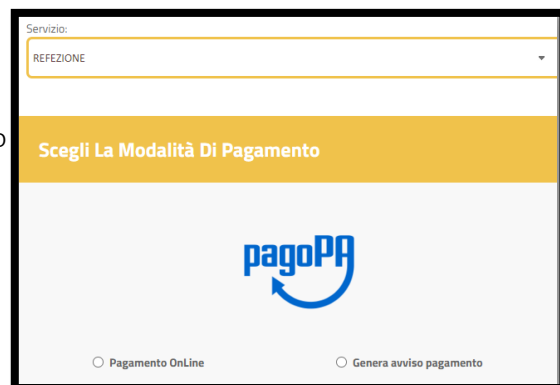 Servizio:
REFEZIONE
Scegli La Modalità Di Pagamento
pagoPA
Pagamento OnLine
Genera avviso pagamento